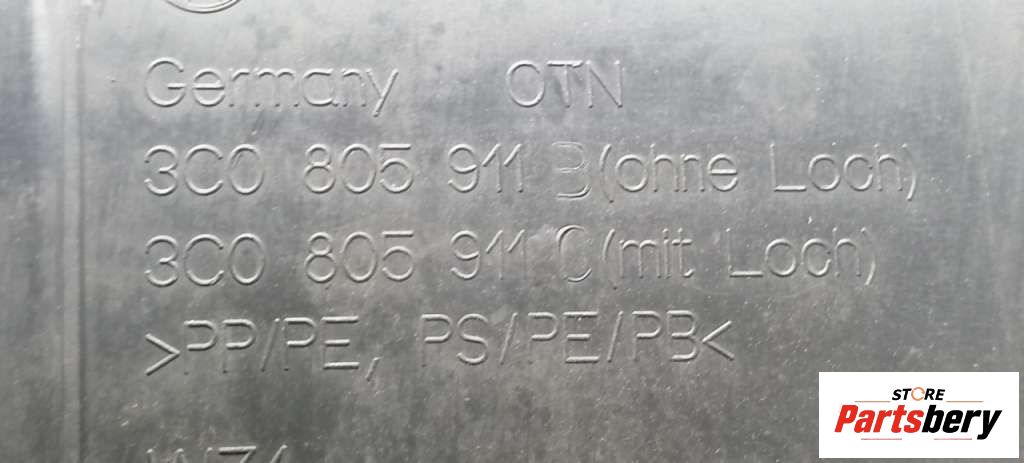 Germany OTN
3C0 805 911 B(ohne Loch)
3C0 805 911 C(mit Loch)
>PP/PE, PS/PE/PB<
STORE
Partsbery